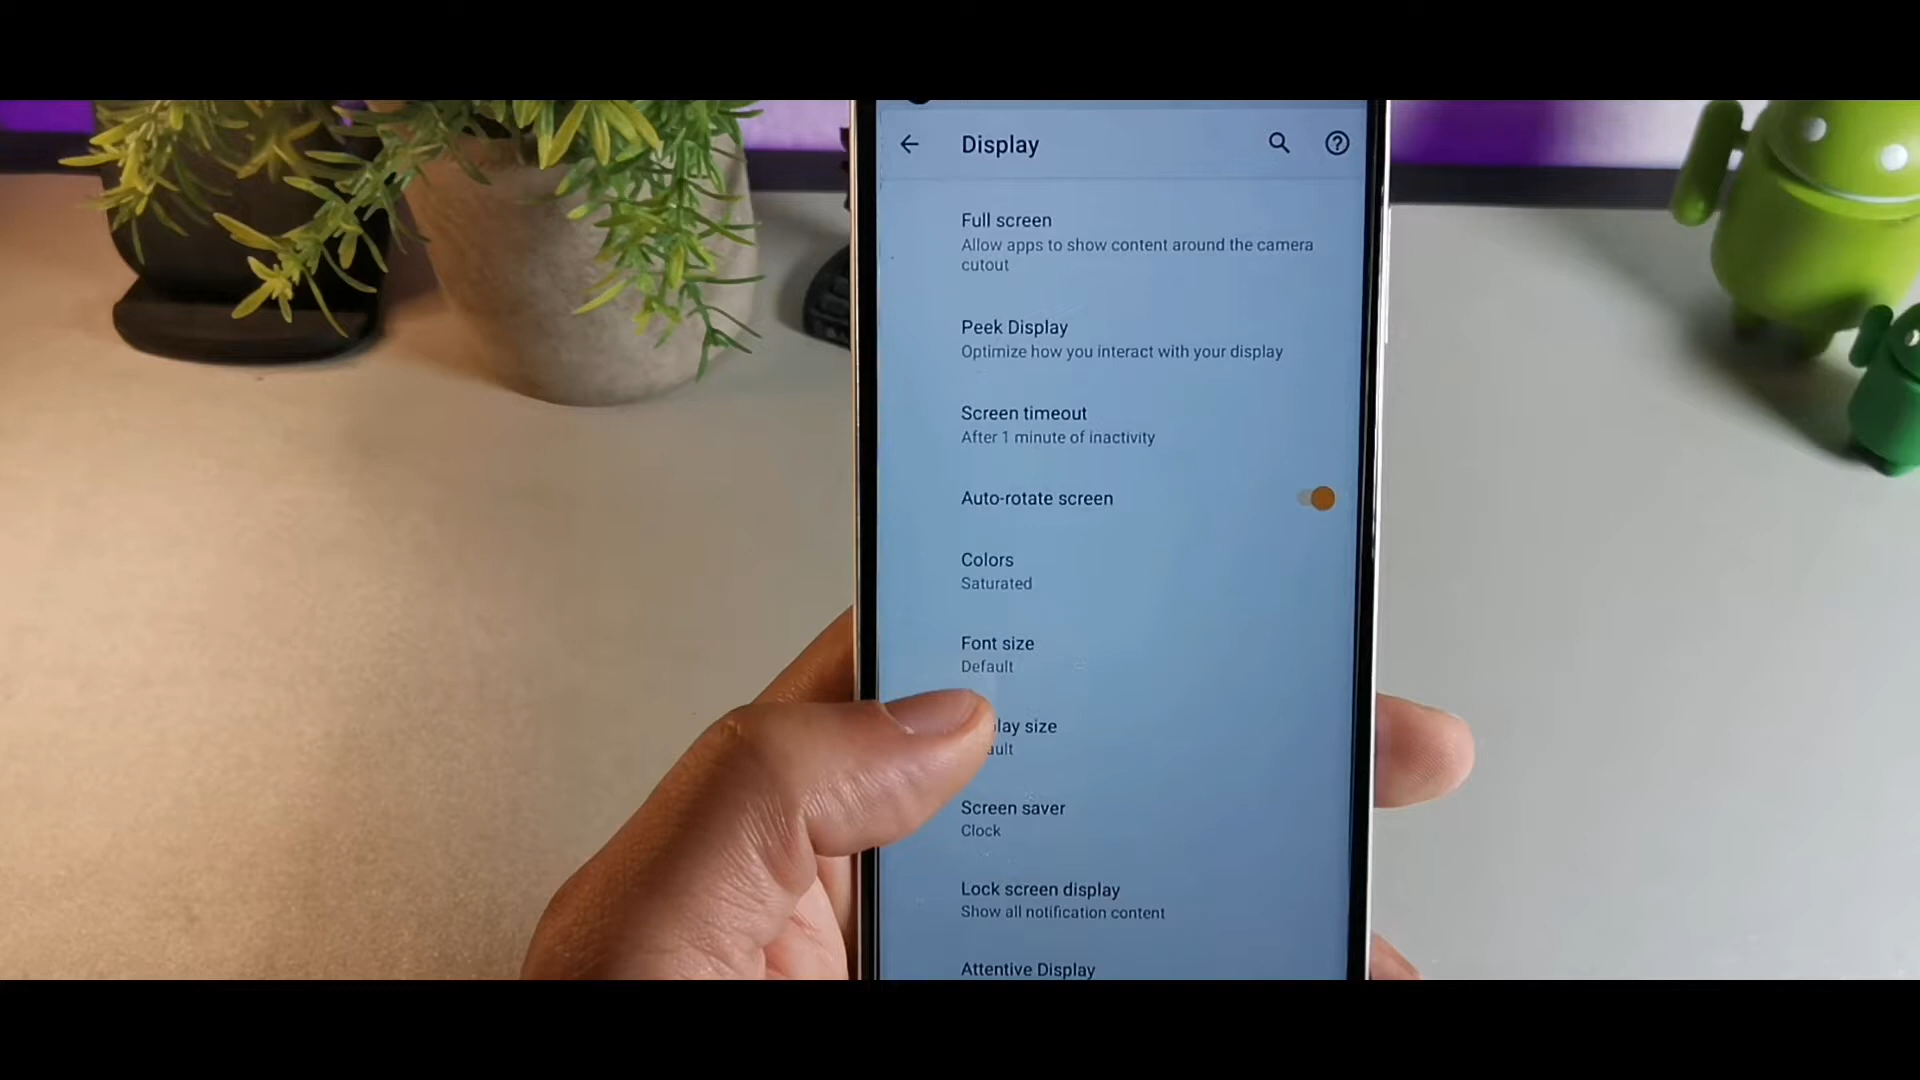 Display
Full screen
Allow apps to show content around the camera
cutout
Peek Display
Optimize how you interact with your display
Screen timeout
After 1 minute of inactivity
Auto-rotate screen
Colors
Saturated
Font size
Default
size
Screen saver
Clock
Lock screen display
Show all notification content
Attentive Display